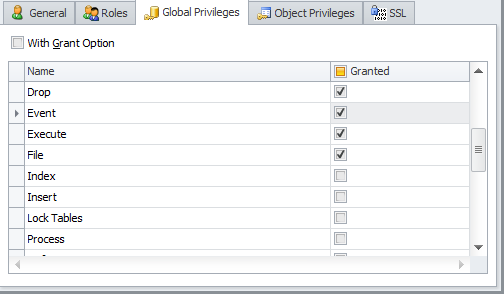 General Roles Global Privileges Object Privileges SSL
With Grant Option
Name Granted
Drop
Event
Execute
File
Index
Insert
Lock Tables
Process